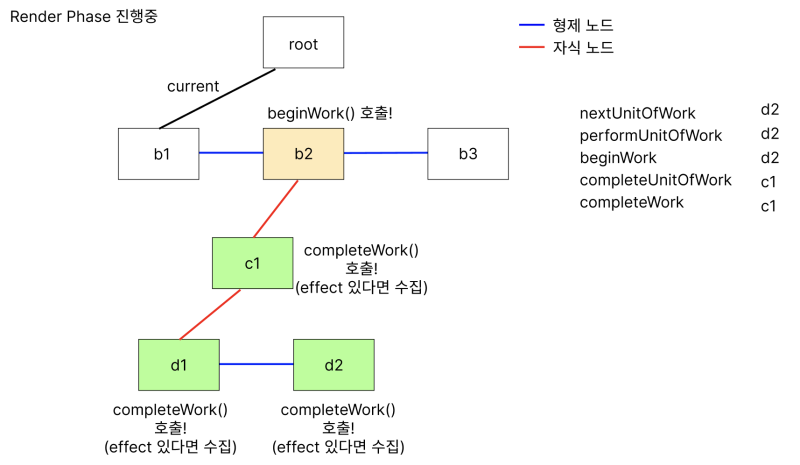 Render Phase 진행중
root
형제 노드
자식 노드
current
beginWork() 호출!
b1
b2
b3
nextUnitOfWork d2
performUnitOfWork d2
beginWork d2
completeUnitOfWork c1
completeWork c1
c1
completeWork()
호출!
(effect 있다면 수집)
d1
d2
completeWork()
호출!
(effect 있다면 수집)
completeWork()
호출!
(effect 있다면 수집)